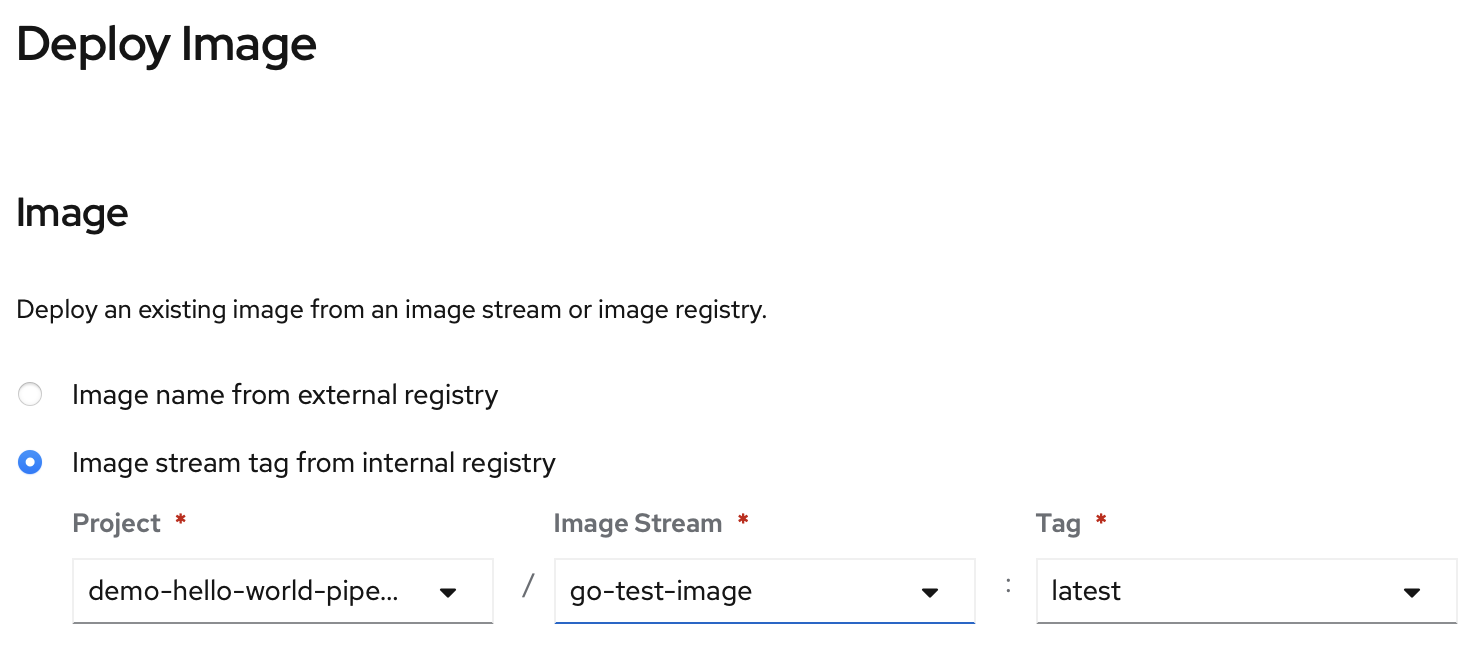 Deploy Image
Image
Deploy an existing image from an image stream or image registry.
Image name from external registry
Image stream tag from internal registry
Project * Image Stream * Tag *
demo-hello-world-pipe... / go-test-image : latest